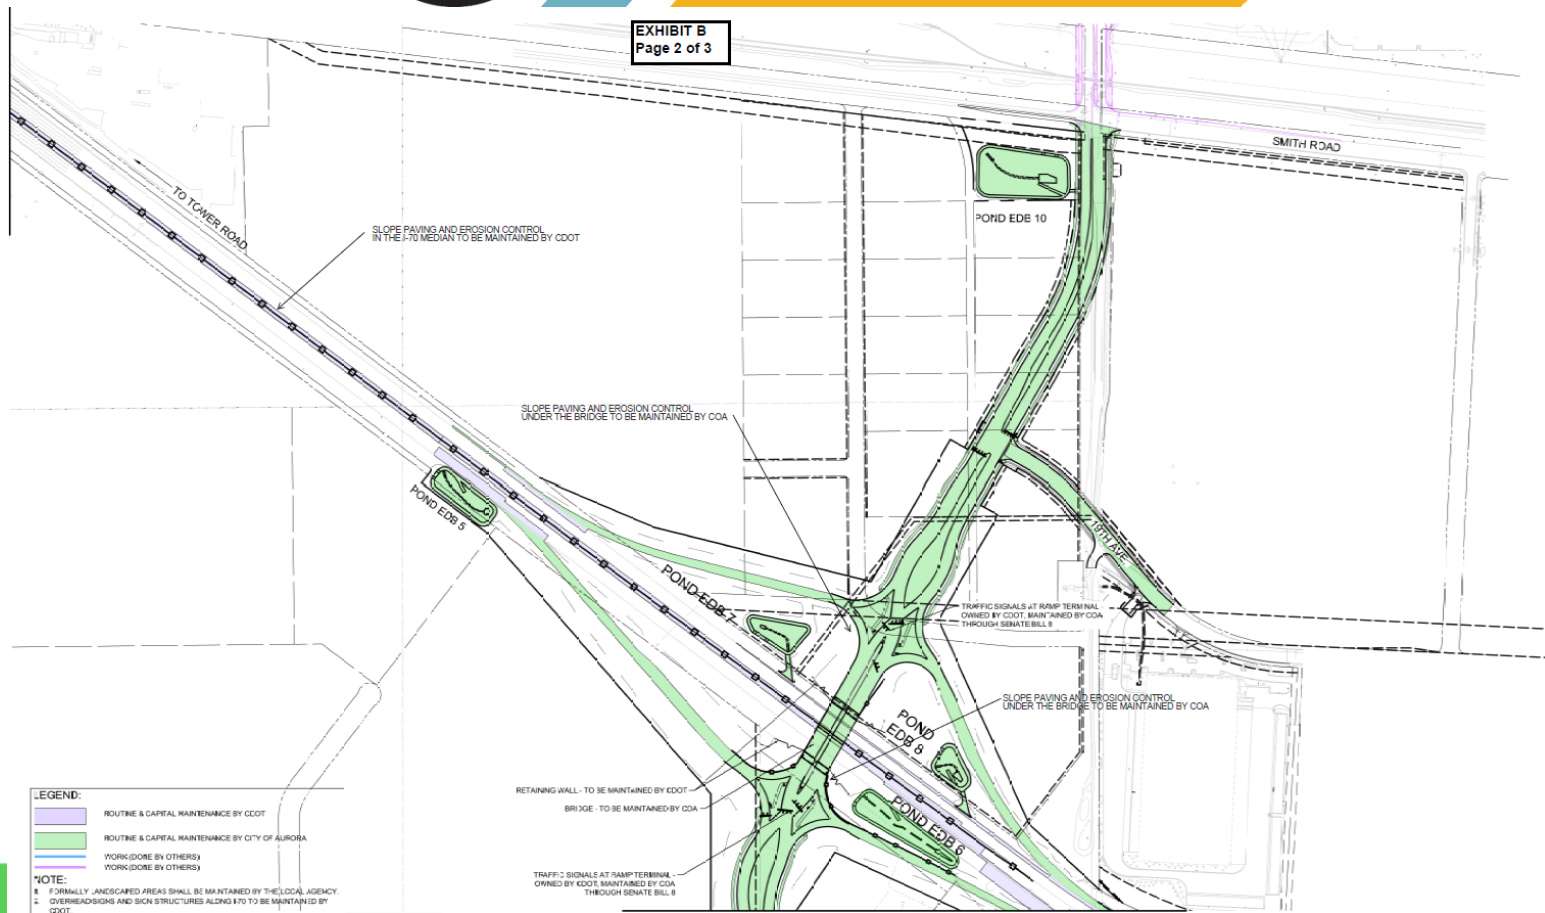 EXHIBIT B
Page 2 of 3
SMITH ROAD
TO TOWER ROAD
POND EDB 10
SLOPE PAVING AND EROSION CONTROL
IN THE I-70 MEDIAN TO BE MAINTAINED BY CDOT
SLOPE PAVING AND EROSION CONTROL
UNDER THE BRIDGE TO BE MAINTAINED BY COA
POND EDB 5
19TH AVE
POND EDB 7
TRAFFIC SIGNALS AT RAMP TERMINAL -
OWNED BY CDOT, MAINTAINED BY COA
THROUGH SENATE BILL 8
SLOPE PAVING AND EROSION CONTROL
UNDER THE BRIDGE TO BE MAINTAINED BY COA
POND
EDB 8
RETAINING WALL - TO BE MAINTAINED BY CDOT
BRIDGE - TO BE MAINTAINED BY COA
POND EDB 6
TRAFFIC SIGNALS AT RAMP TERMINAL -
OWNED BY CDOT, MAINTAINED BY COA
THROUGH SENATE BILL 8
LEGEND:
ROUTINE & CAPITAL MAINTENANCE BY CDOT
ROUTINE & CAPITAL MAINTENANCE BY CITY OF AURORA
WORK (DONE BY OTHERS)
WORK (DONE BY OTHERS)
NOTE:
FORMALLY LANDSCAPED AREAS SHALL BE MAINTAINED BY THE LOCAL AGENCY.
2. OVERHEAD SIGNS AND SIGN STRUCTURES ALONG I-70 TO BE MAINTAINED BY
CDOT.